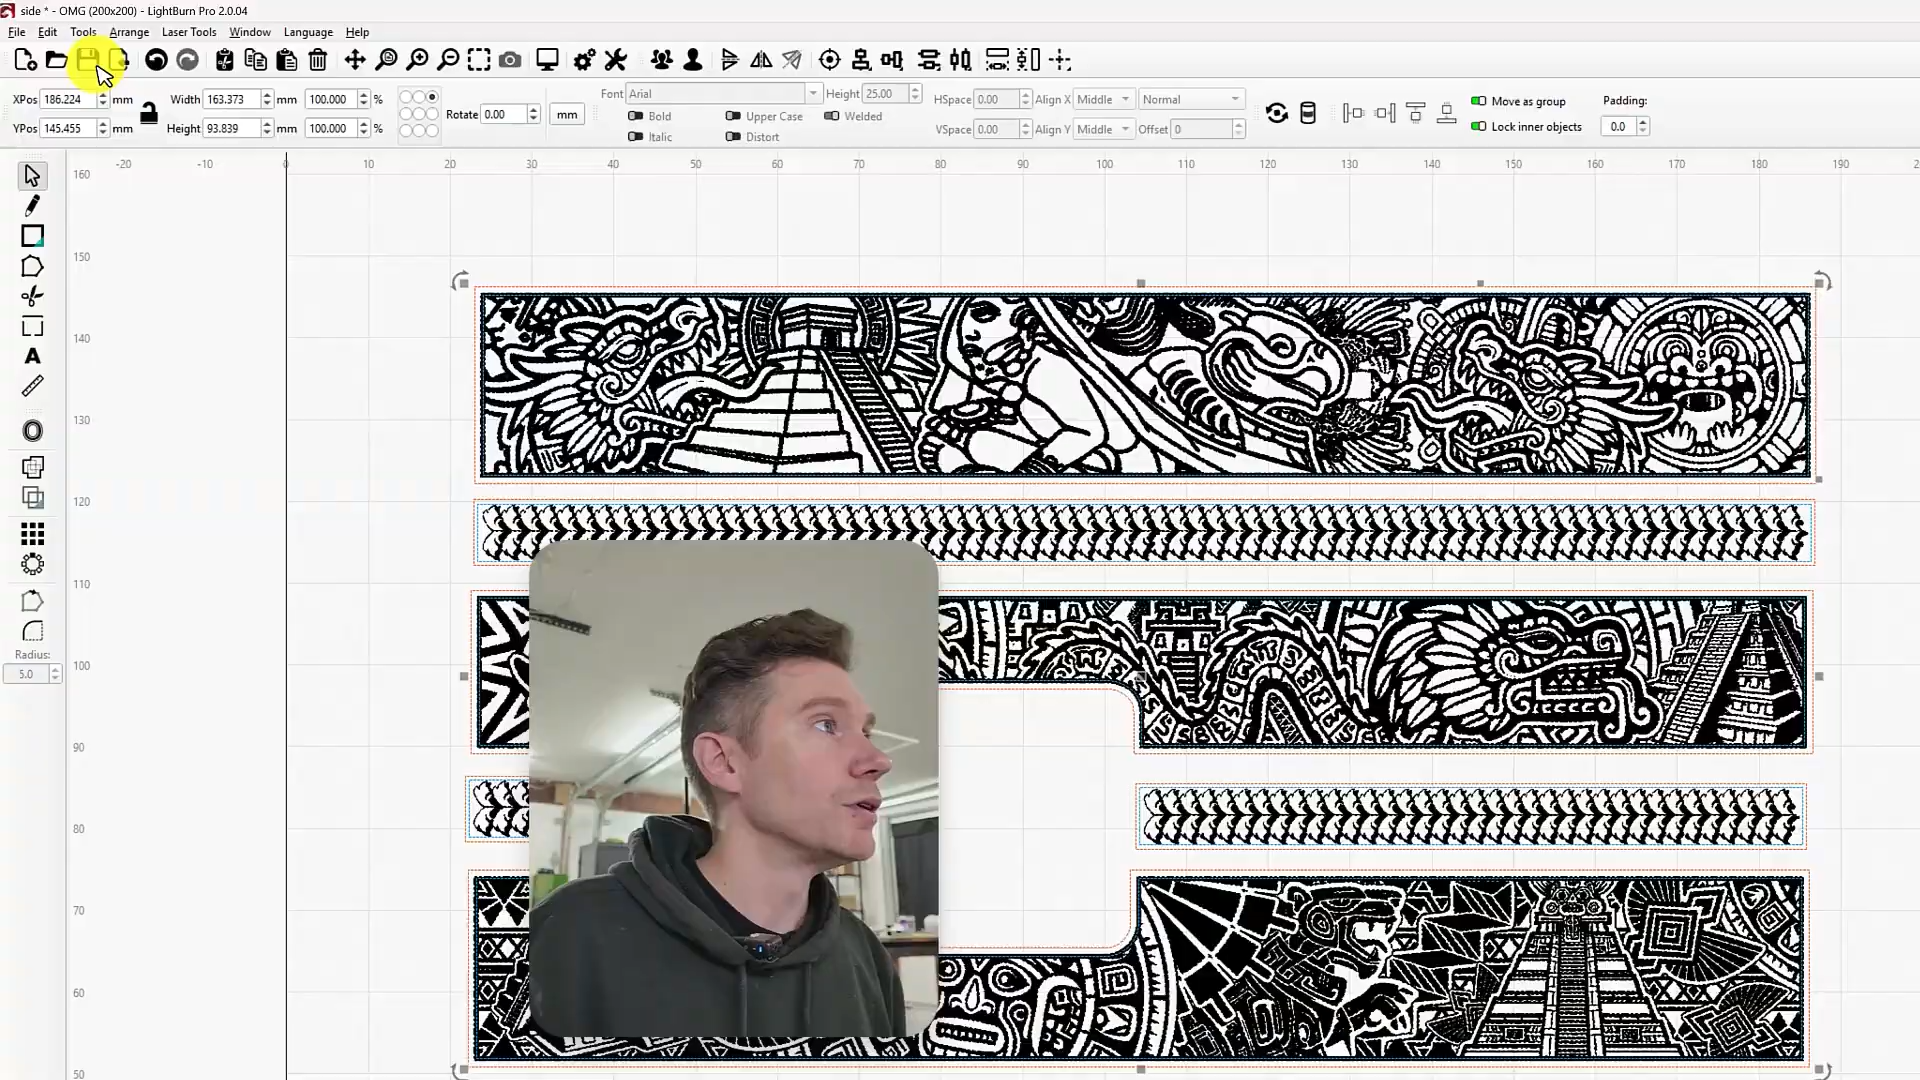 side * - OMG (200x200) - LightBurn Pro 2.0.04
File Edit Tools Arrange Laser Tools Window Language Help
XPos 186.224 mm Width 163.373 mm 100.000 % Font Arial Height 25.00 HSpace 0.00 Align X Middle Normal Move as group Padding:
Rotate 0.00 mm Bold Upper Case Welded
YPos 145.455 mm Height 93.839 mm 100.000 % Italic Distort VSpace 0.00 Align Y Middle Offset 0 Lock inner objects 0.0
-20 -10 0 10 20 30 40 50 60 70 80 90 100 110 120 130 140 150 160 170 180 190
160
150
140
130
120
110
100
90
80
70
60
50
A
Radius:
5.0